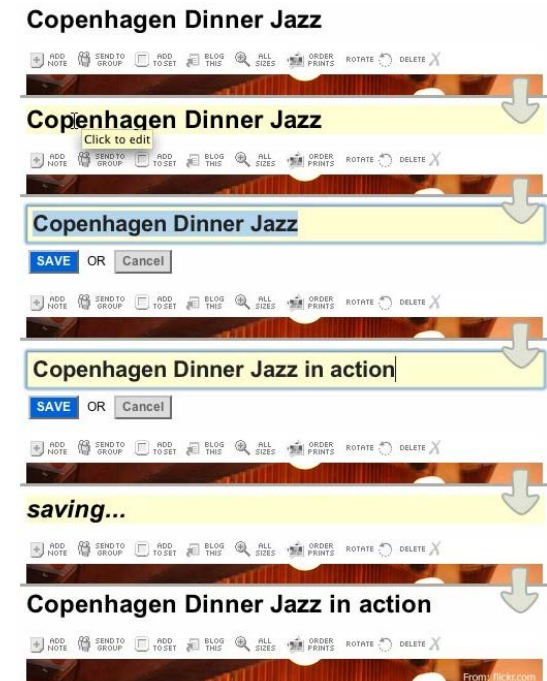 Copenhagen Dinner Jazz
ADD NOTE SEND TO GROUP ADD TO SET BLOG THIS ALL SIZES ORDER PRINTS ROTATE DELETE
Copenhagen Dinner Jazz
Click to edit
ADD NOTE SEND TO GROUP ADD TO SET BLOG THIS ALL SIZES ORDER PRINTS ROTATE DELETE
Copenhagen Dinner Jazz
SAVE OR Cancel
ADD NOTE SEND TO GROUP ADD TO SET BLOG THIS ALL SIZES ORDER PRINTS ROTATE DELETE
Copenhagen Dinner Jazz in action
SAVE OR Cancel
ADD NOTE SEND TO GROUP ADD TO SET BLOG THIS ALL SIZES ORDER PRINTS ROTATE DELETE
saving...
ADD NOTE SEND TO GROUP ADD TO SET BLOG THIS ALL SIZES ORDER PRINTS ROTATE DELETE
Copenhagen Dinner Jazz in action
ADD NOTE SEND TO GROUP ADD TO SET BLOG THIS ALL SIZES ORDER PRINTS ROTATE DELETE
From: flickr.com